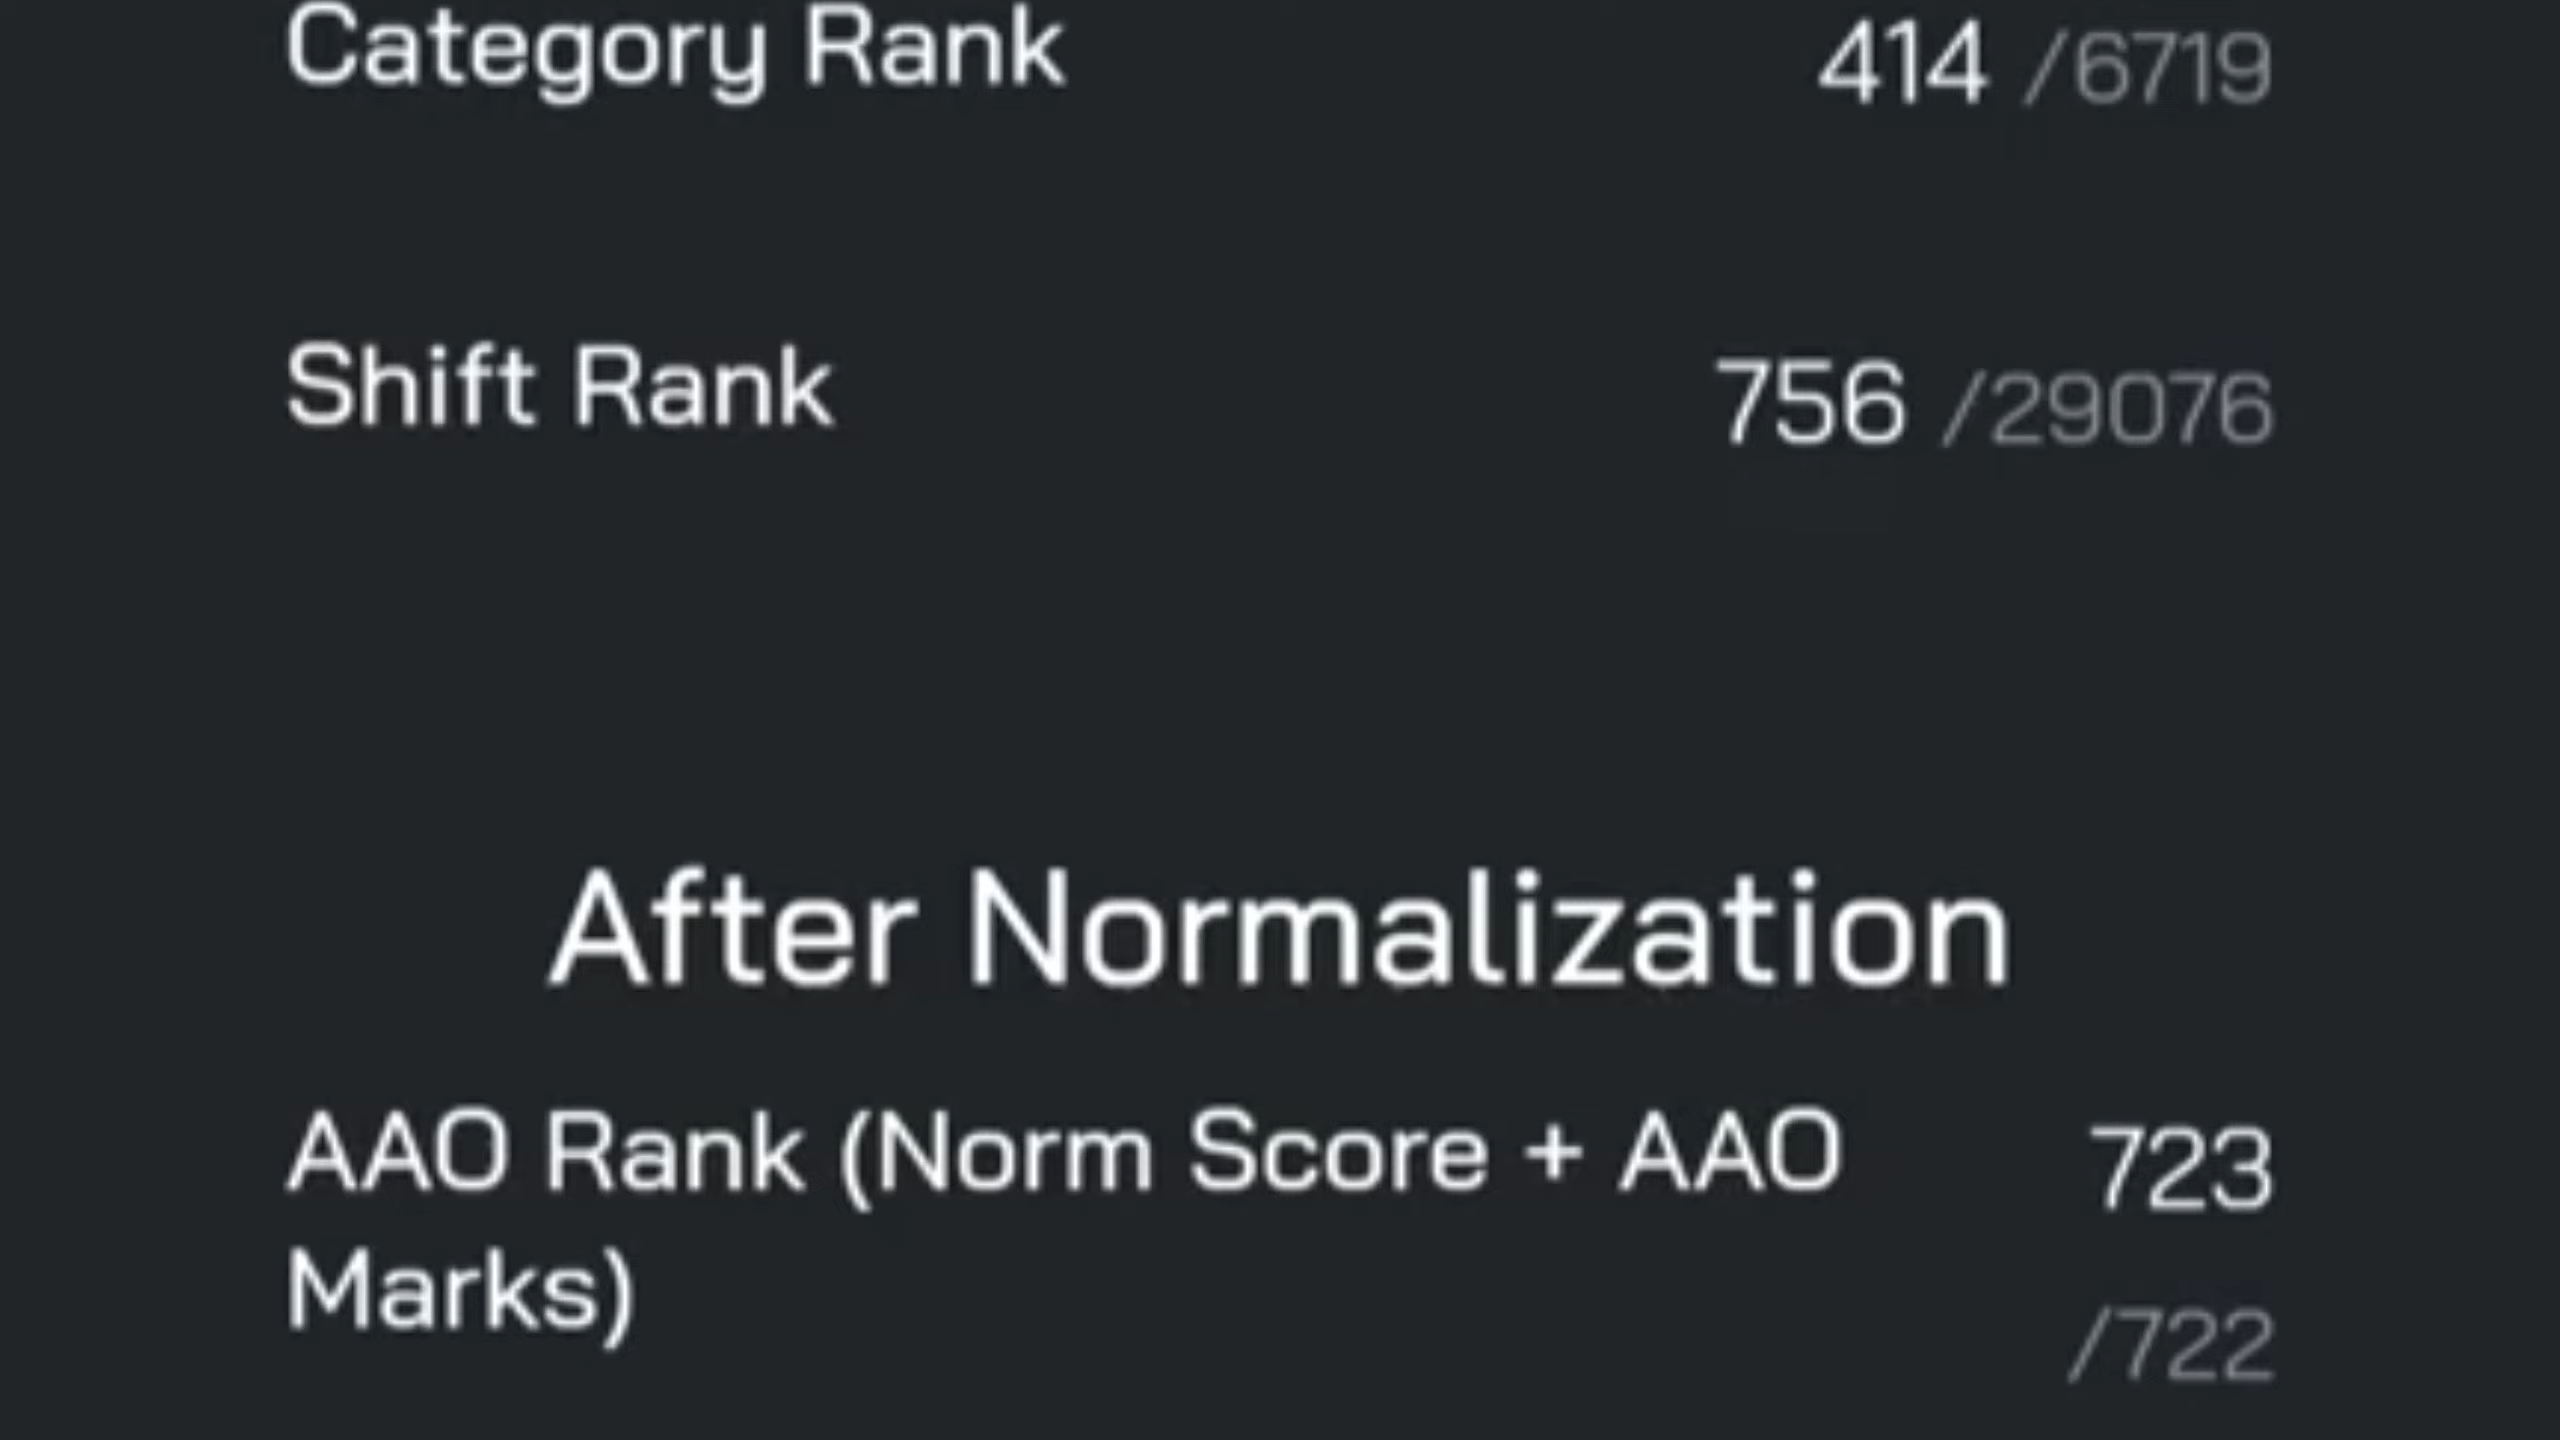 Category Rank 414 /6719
Shift Rank 756 /29076
After Normalization
AAO Rank (Norm Score + AAO 723
Marks)
/722